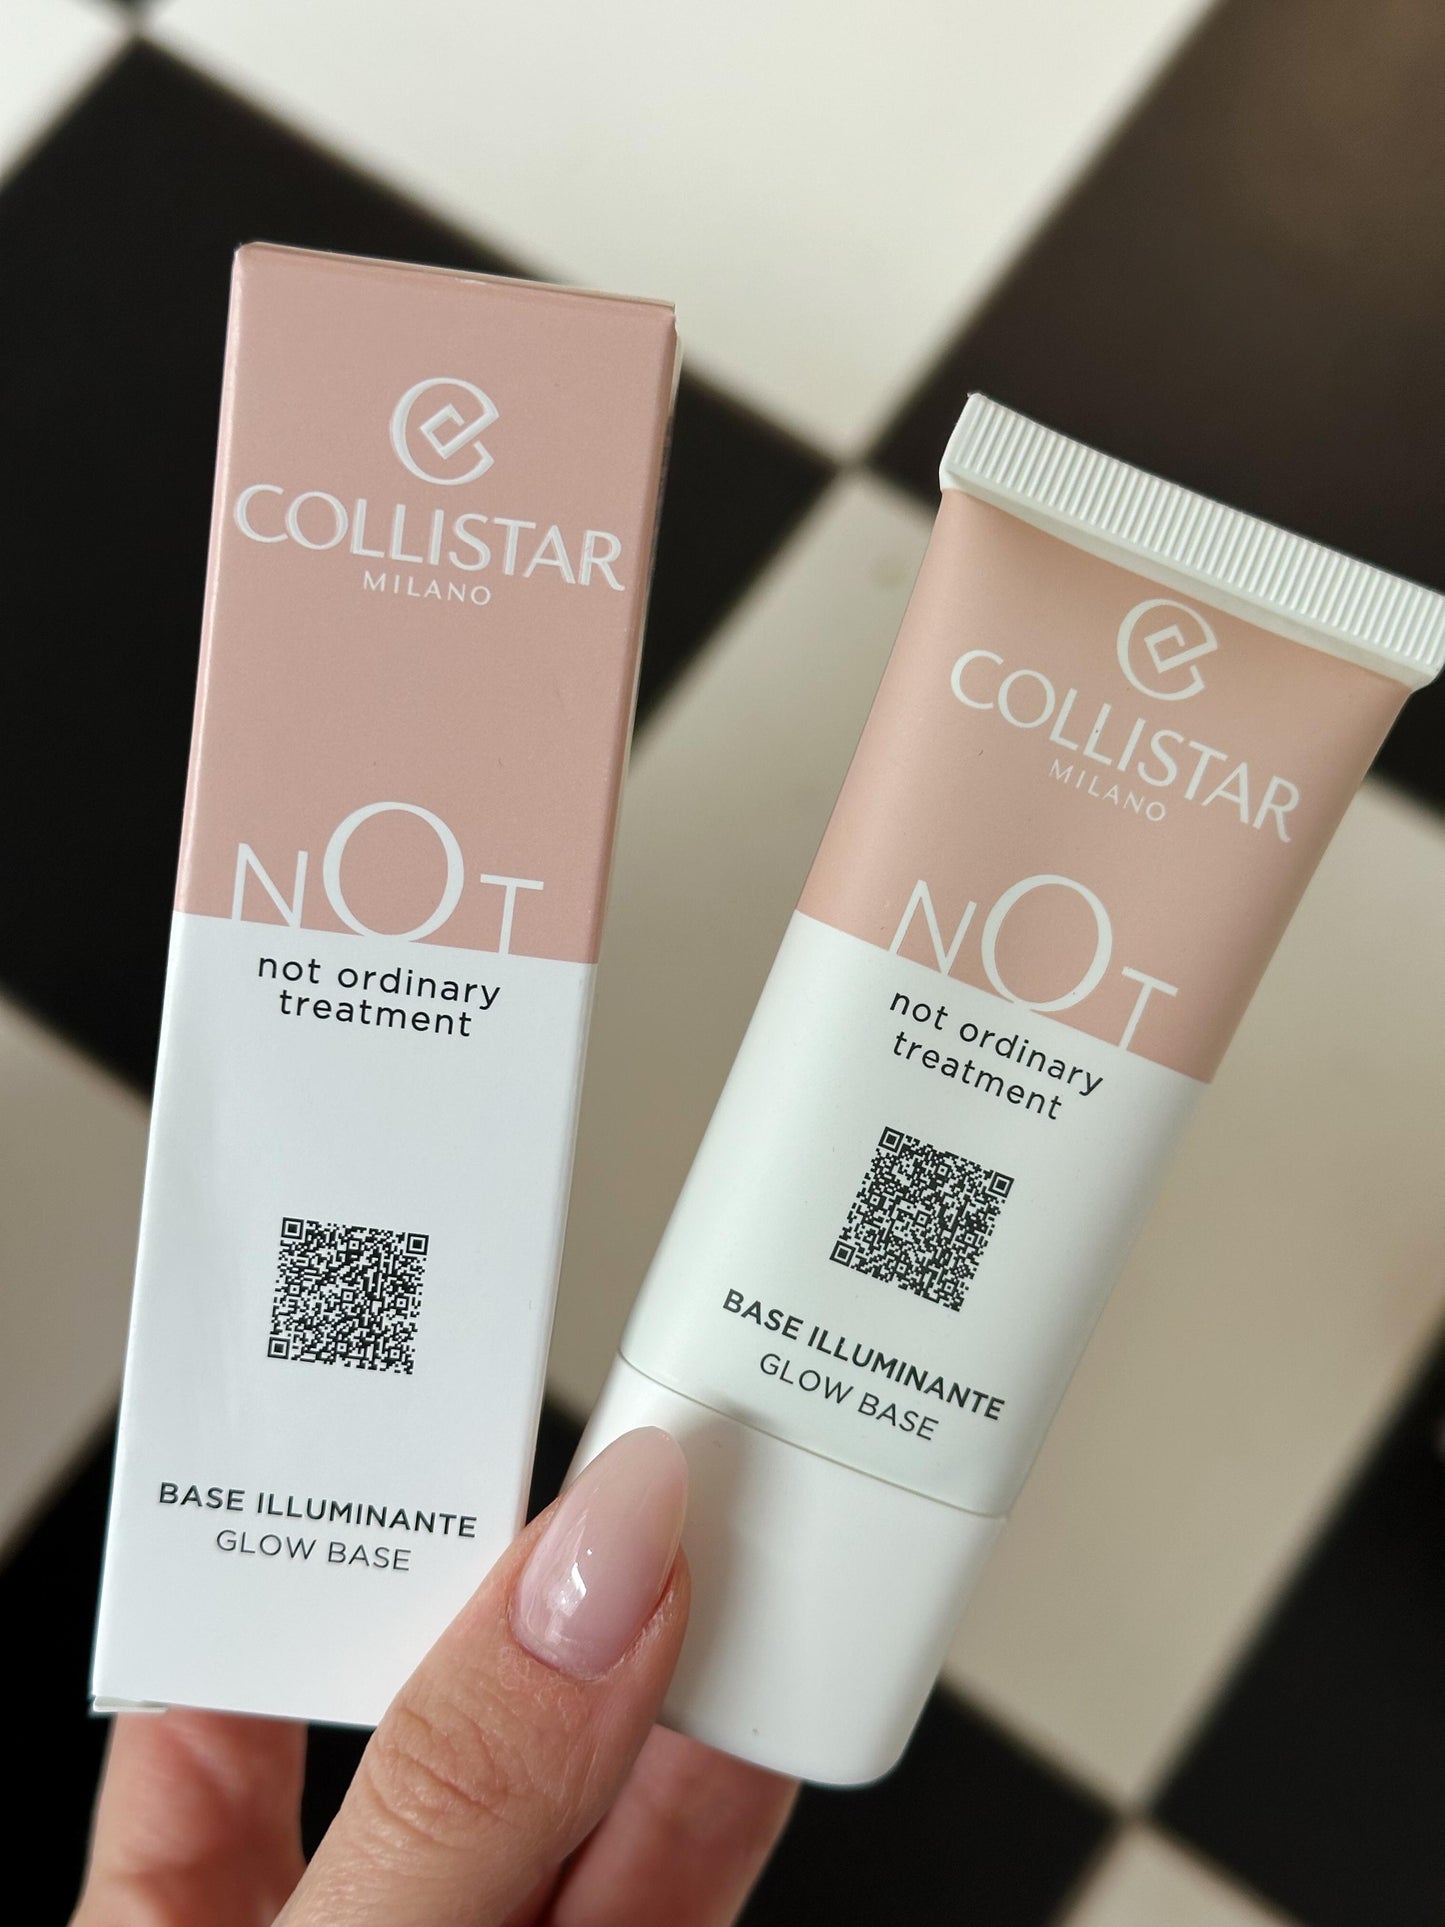 COLLISTAR
MILANO
NOT
not ordinary
treatment
BASE ILLUMINANTE
GLOW BASE
COLLISTAR
MILANO
NOT
not ordinary
treatment
BASE ILLUMINANTE
GLOW BASE